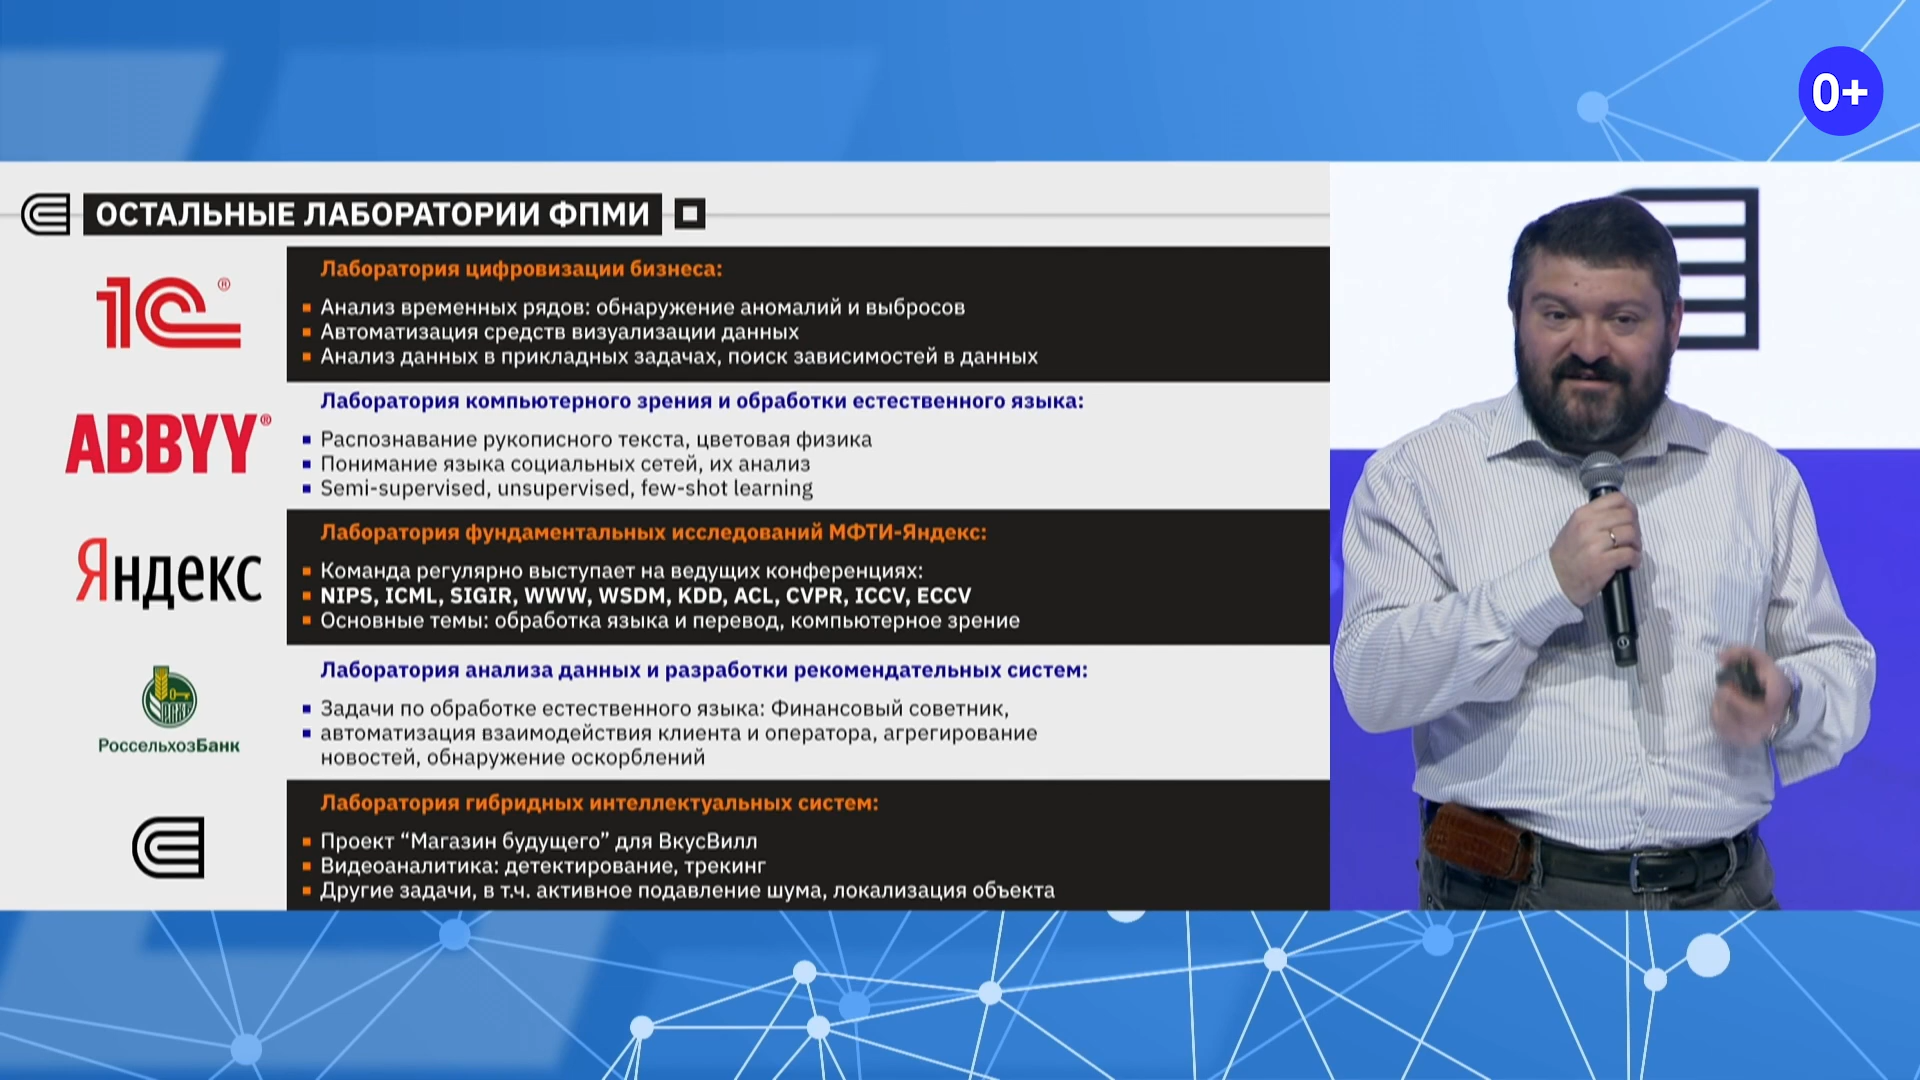 0+
ОСТАЛЬНЫЕ ЛАБОРАТОРИИ ФПМИ
1С®
Лаборатория цифровизации бизнеса:
Анализ временных рядов: обнаружение аномалий и выбросов
Автоматизация средств визуализации данных
Анализ данных в прикладных задачах, поиск зависимостей в данных
ABBYY®
Лаборатория компьютерного зрения и обработки естественного языка:
Распознавание рукописного текста, цветовая физика
Понимание языка социальных сетей, их анализ
Semi-supervised, unsupervised, few-shot learning
Яндекс
Лаборатория фундаментальных исследований МФТИ-Яндекс:
Команда регулярно выступает на ведущих конференциях:
NIPS, ICML, SIGIR, WWW, WSDM, KDD, ACL, CVPR, ICCV, ECCV
Основные темы: обработка языка и перевод, компьютерное зрение
РоссельхозБанк
Лаборатория анализа данных и разработки рекомендательных систем:
Задачи по обработке естественного языка: Финансовый советник,
автоматизация взаимодействия клиента и оператора, агрегирование
новостей, обнаружение оскорблений
Лаборатория гибридных интеллектуальных систем:
Проект “Магазин будущего” для ВкусВилл
Видеоаналитика: детектирование, трекинг
Другие задачи, в т.ч. активное подавление шума, локализация объекта